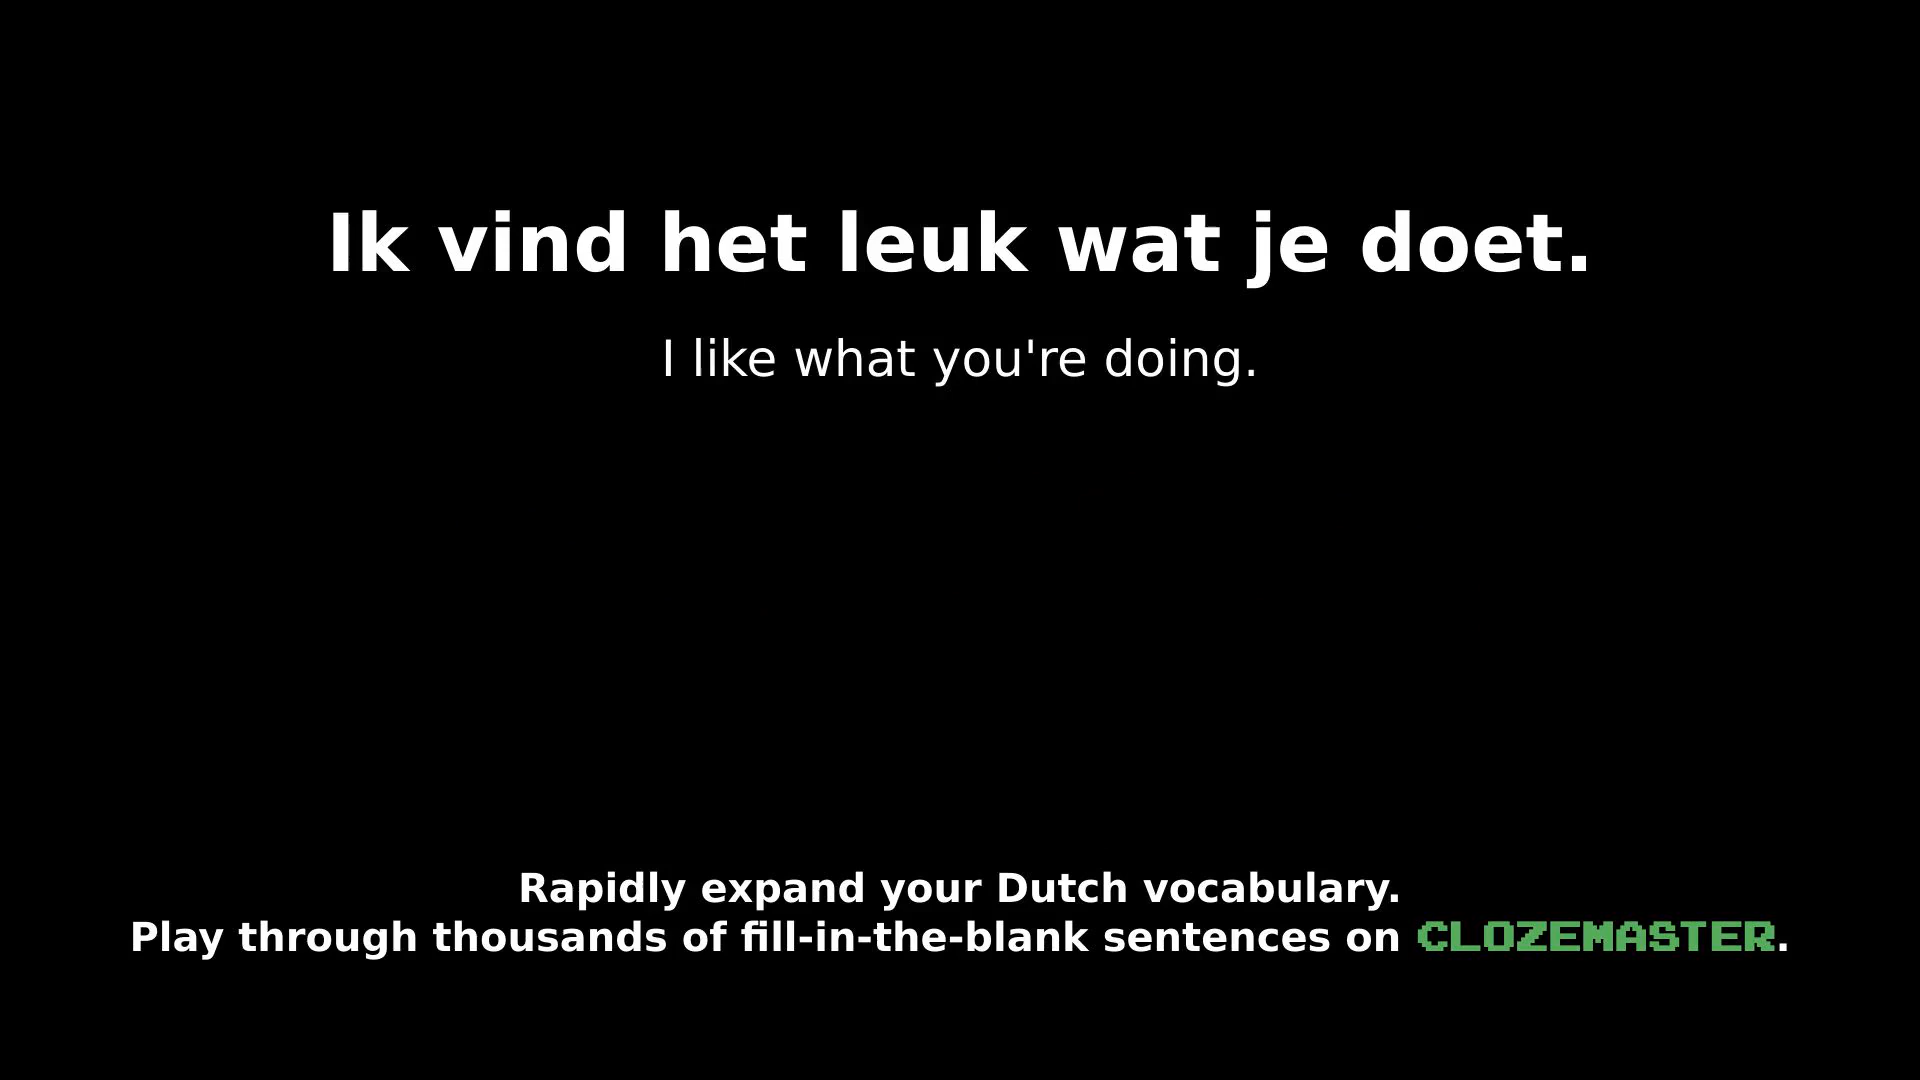 Ik vind het leuk wat je doet.
I like what you're doing.
Rapidly expand your Dutch vocabulary.
Play through thousands of fill-in-the-blank sentences on CLOZEMASTER.